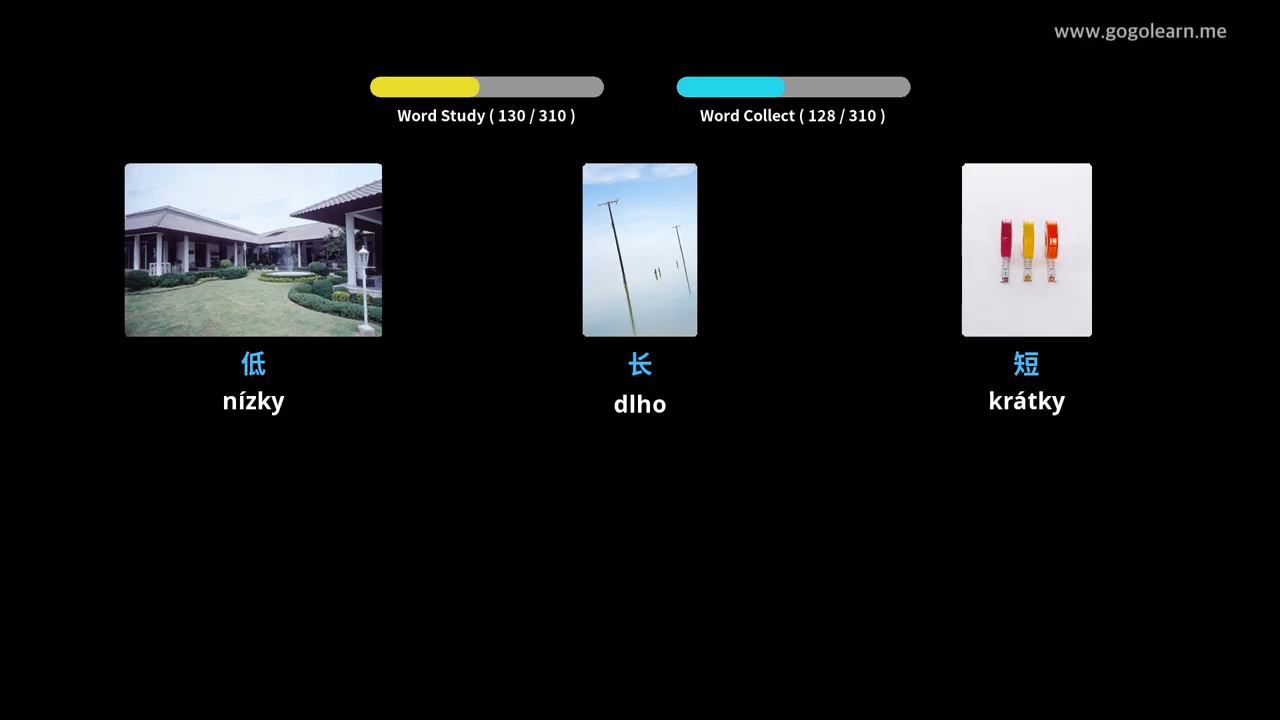 www.gogolearn.me
Word Study ( 130 / 310 )
Word Collect ( 128 / 310 )
低
长
短
nízky
dlho
krátky